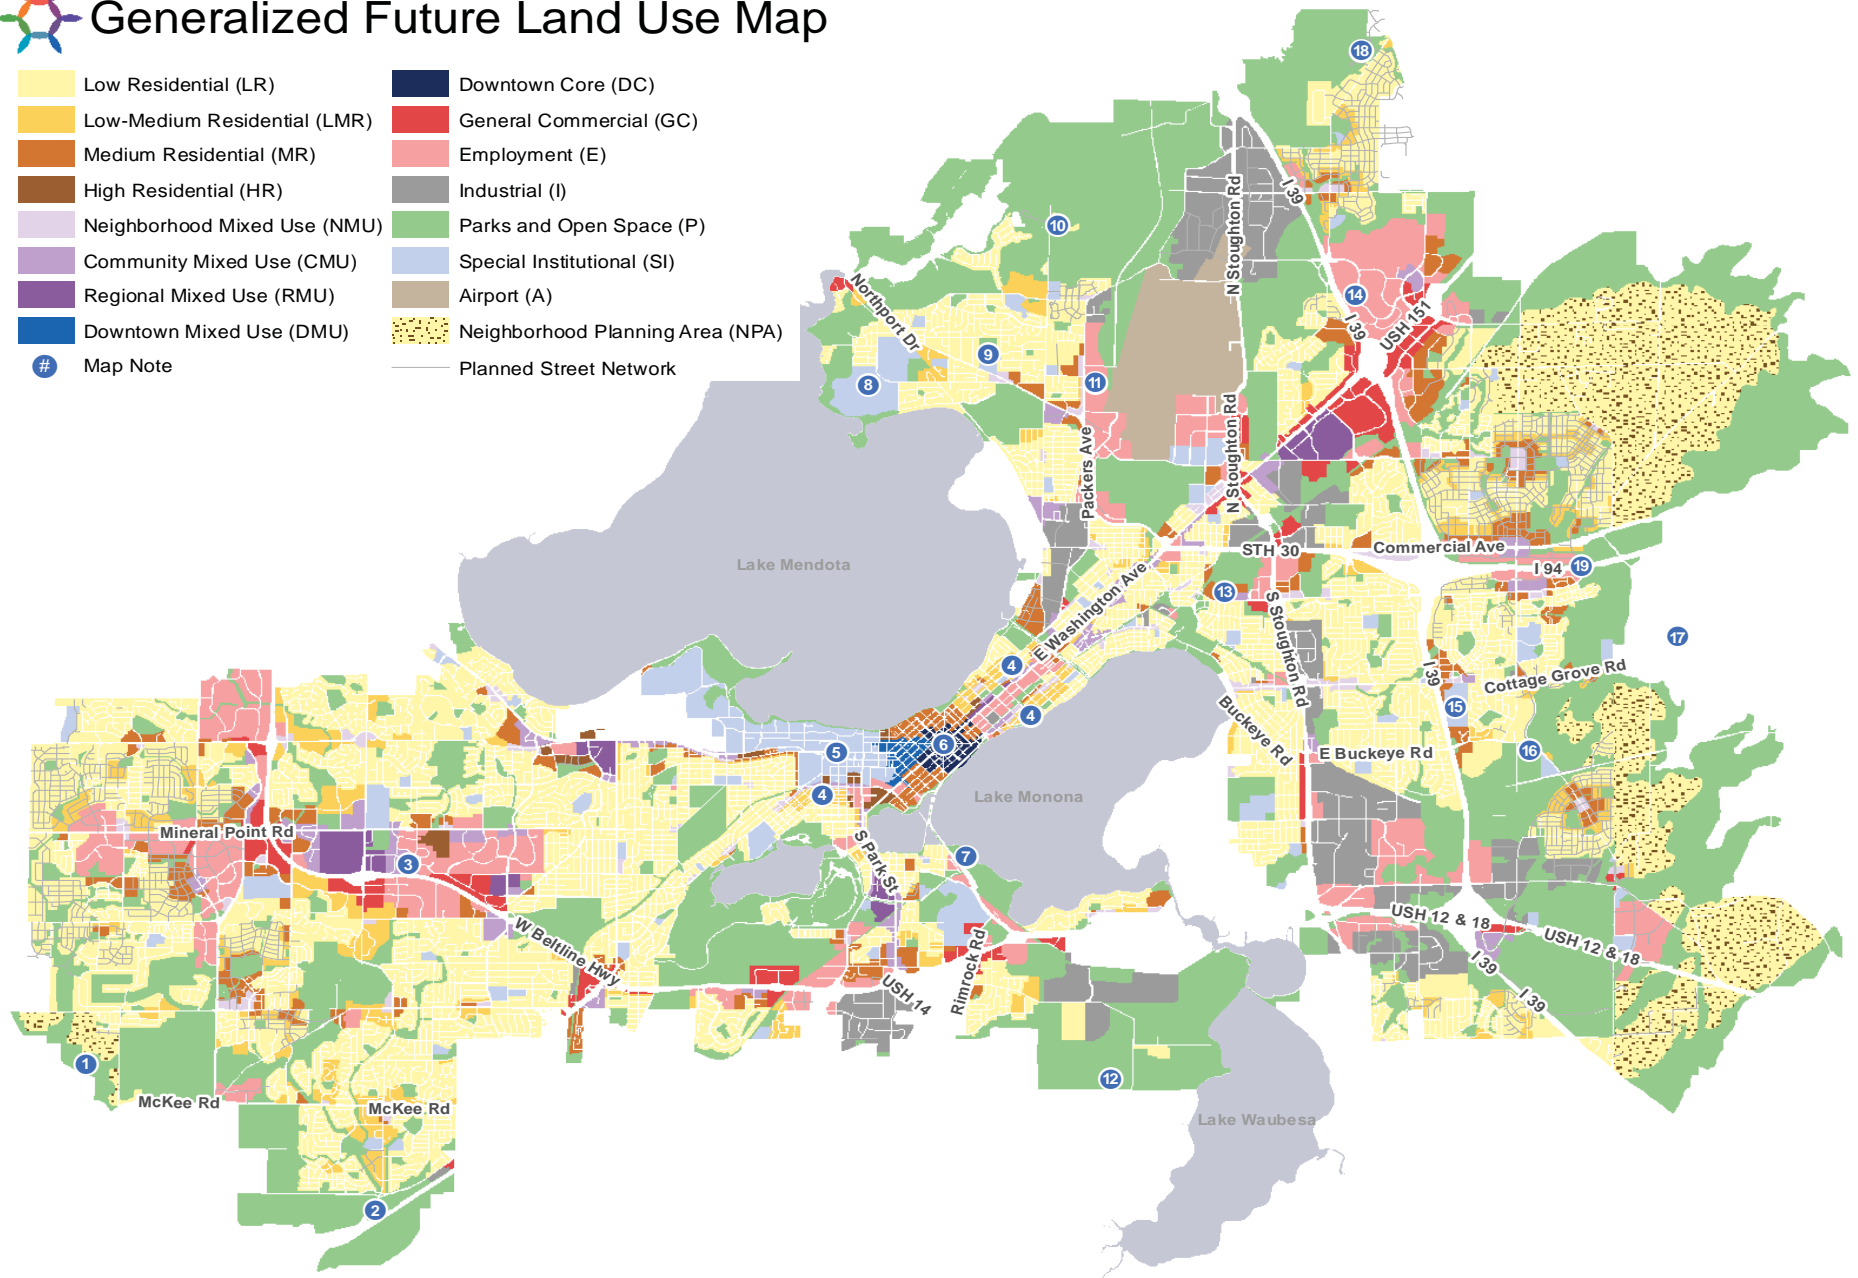 Generalized Future Land Use Map
Low Residential (LR)
Low-Medium Residential (LMR)
Medium Residential (MR)
High Residential (HR)
Neighborhood Mixed Use (NMU)
Community Mixed Use (CMU)
Regional Mixed Use (RMU)
Downtown Mixed Use (DMU)
# Map Note
Downtown Core (DC)
General Commercial (GC)
Employment (E)
Industrial (I)
Parks and Open Space (P)
Special Institutional (SI)
Airport (A)
Neighborhood Planning Area (NPA)
Planned Street Network
18
I 39
N Stoughton Rd
10
Northport Dr
14
I 39
USH 151
9
8
11
N Stoughton Rd
Packers Ave
Lake Mendota
STH 30
Commercial Ave
I 94
19
E Washington Ave
13
S Stoughton Rd
17
4
I 39
Cottage Grove Rd
4
15
Buckeye Rd
5
6
E Buckeye Rd
16
4
Lake Monona
Mineral Point Rd
3
S Park St
7
W Beltline Hwy
Rimrock Rd
USH 12 & 18
USH 12 & 18
I 39
I 39
USH 14
1
12
McKee Rd
McKee Rd
Lake Waubesa
2